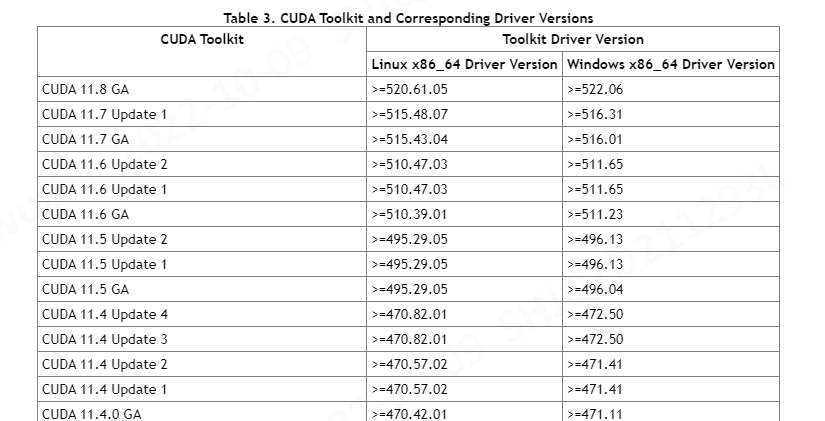 Table 3. CUDA Toolkit and Corresponding Driver Versions
CUDA Toolkit Toolkit Driver Version
Linux x86_64 Driver Version Windows x86_64 Driver Version
CUDA 11.8 GA >=520.61.05 >=522.06
CUDA 11.7 Update 1 >=515.48.07 >=516.31
CUDA 11.7 GA >=515.43.04 >=516.01
CUDA 11.6 Update 2 >=510.47.03 >=511.65
CUDA 11.6 Update 1 >=510.47.03 >=511.65
CUDA 11.6 GA >=510.39.01 >=511.23
CUDA 11.5 Update 2 >=495.29.05 >=496.13
CUDA 11.5 Update 1 >=495.29.05 >=496.13
CUDA 11.5 GA >=495.29.05 >=496.04
CUDA 11.4 Update 4 >=470.82.01 >=472.50
CUDA 11.4 Update 3 >=470.82.01 >=472.50
CUDA 11.4 Update 2 >=470.57.02 >=471.41
CUDA 11.4 Update 1 >=470.57.02 >=471.41
CUDA 11.4.0 GA >=470.42.01 >=471.11